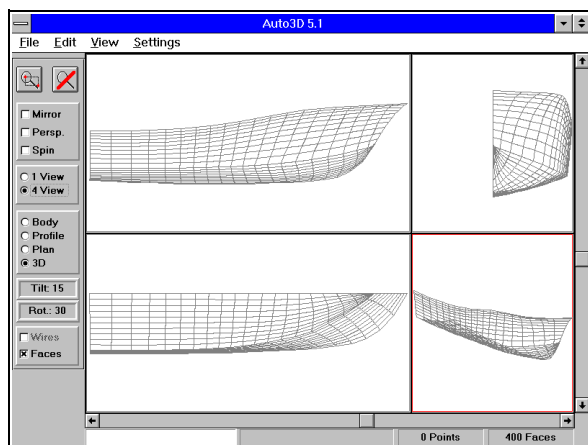 Auto3D 5.1
File Edit View Settings
Mirror
Persp.
Spin
1 View
4 View
Body
Profile
Plan
3D
Tilt: 15
Rot.: 30
Wires
Faces
0 Points 400 Faces